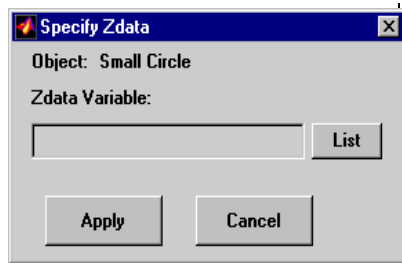 Specify Zdata
Object: Small Circle
Zdata Variable:
List
Apply Cancel